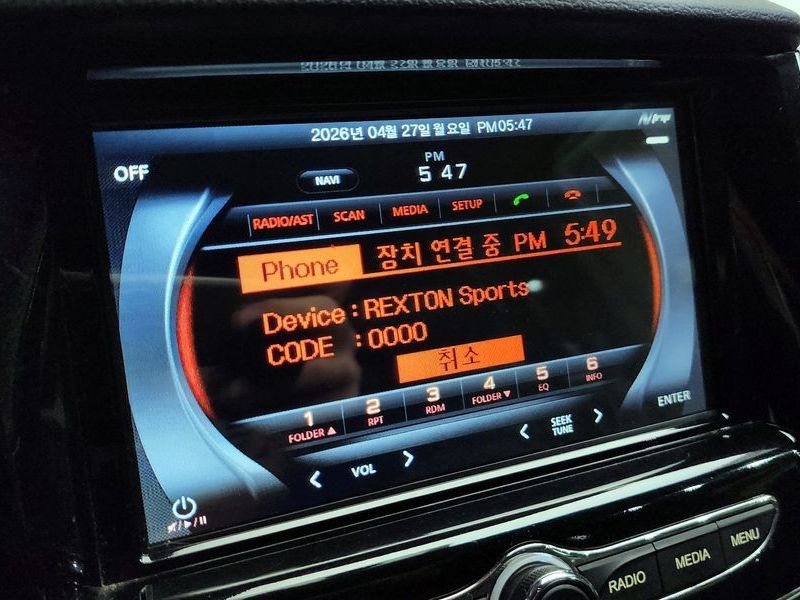 2026년 04월 27일 월요일 PM05:47
OFF
NAVI
PM
5 47
RADIO/AST SCAN MEDIA SETUP
Phone 장치 연결 중 PM 5:49
Device : REXTON Sports
CODE : 0000
취소
1 2 3 4 5 6
FOLDER▲ RPT RDM FOLDER▼ EQ INFO
< VOL >
< SEEK TUNE >
ENTER
RADIO MEDIA MENU